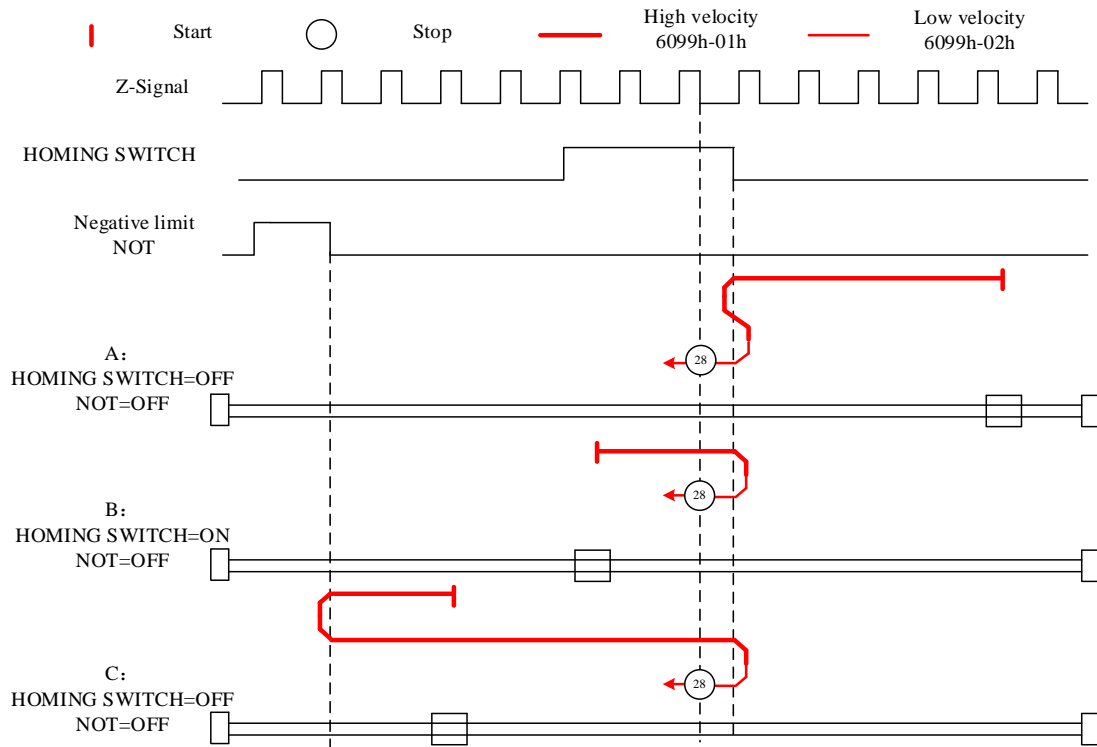 Start
Stop
High velocity
6099h-01h
Low velocity
6099h-02h
Z-Signal
HOMING SWITCH
Negative limit
NOT
28
A:
HOMING SWITCH=OFF
NOT=OFF
28
B:
HOMING SWITCH=ON
NOT=OFF
28
C:
HOMING SWITCH=OFF
NOT=OFF